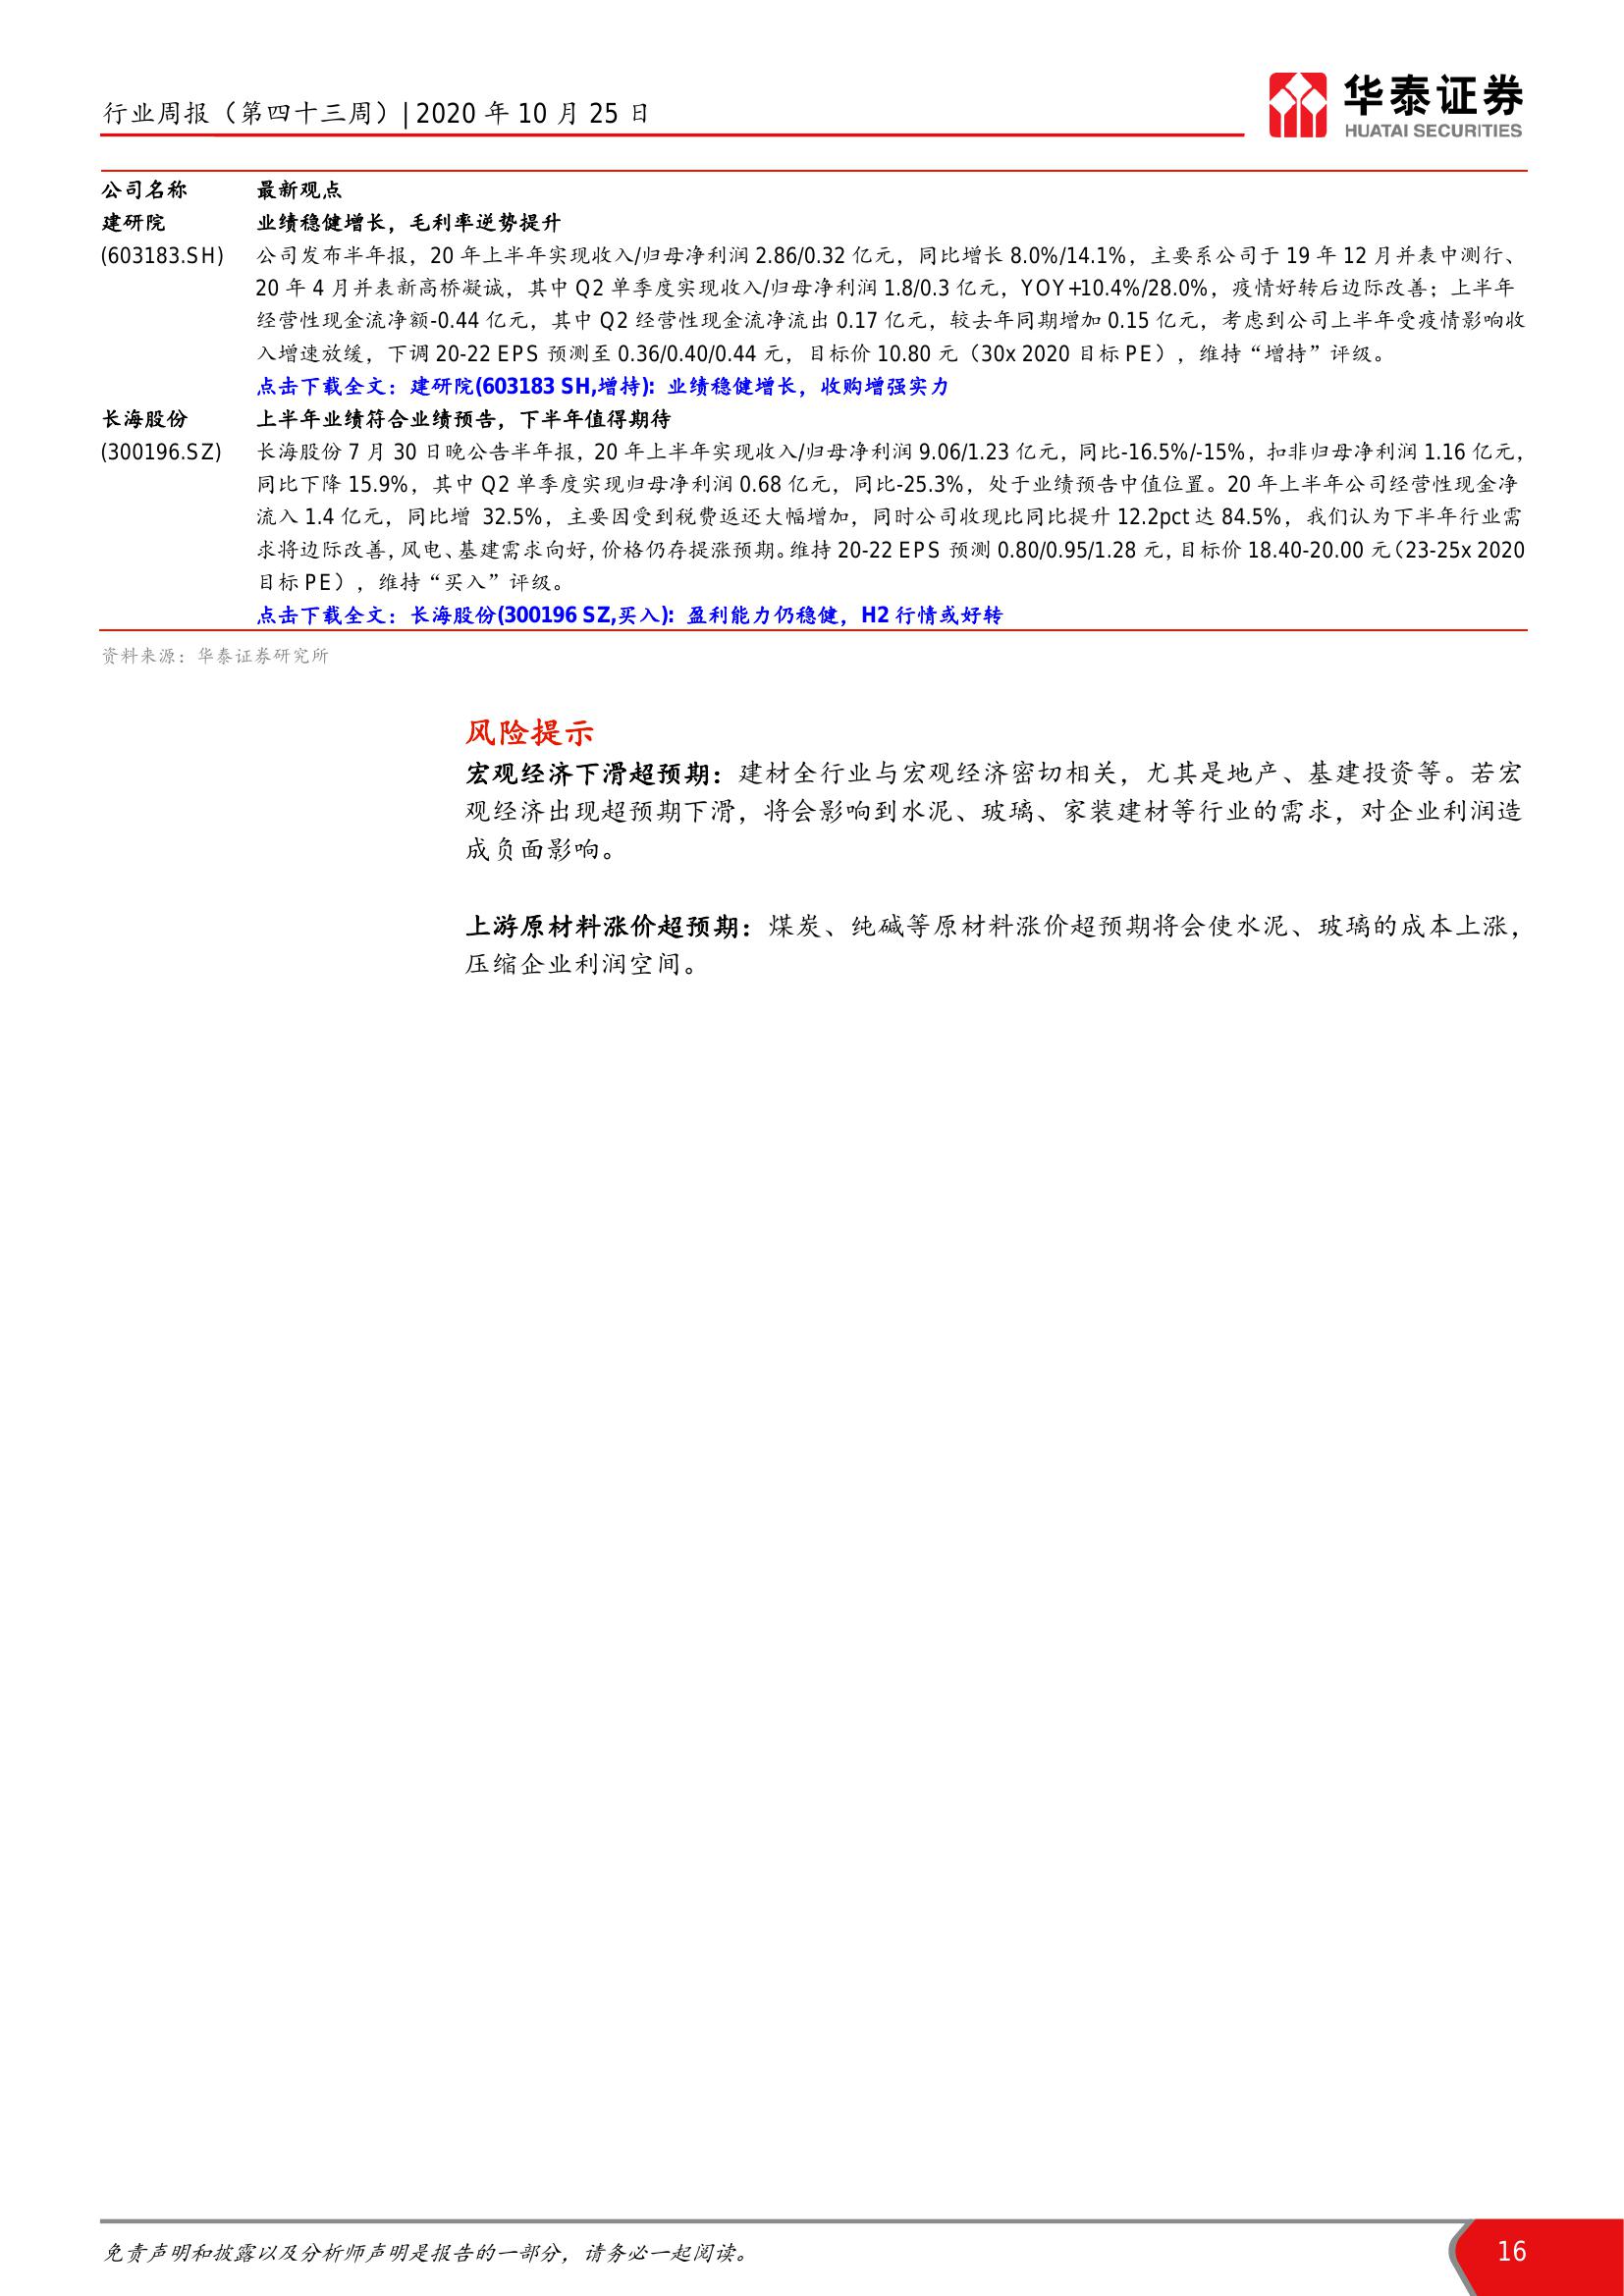 行业周报（第四十三周）|2020 年 10 月 25 日
华泰证券
HUATAI SECURITIES
公司名称 最新观点
建研院 业绩稳健增长，毛利率逆势提升
(603183.SH) 公司发布半年报，20 年上半年实现收入/归母净利润 2.86/0.32 亿元，同比增长 8.0%/14.1%，主要系公司于 19 年 12 月并表中测行、
20 年 4 月并表新高桥凝诚，其中 Q2 单季度实现收入/归母净利润 1.8/0.3 亿元，YOY+10.4%/28.0%，疫情好转后边际改善；上半年
经营性现金流净额-0.44 亿元，其中 Q2 经营性现金流净流出 0.17 亿元，较去年同期增加 0.15 亿元，考虑到公司上半年受疫情影响收
入增速放缓，下调 20-22 EPS 预测至 0.36/0.40/0.44 元，目标价 10.80 元（30x 2020 目标 PE），维持“增持”评级。
点击下载全文：建研院(603183 SH,增持)：业绩稳健增长，收购增强实力
长海股份 上半年业绩符合业绩预告，下半年值得期待
(300196.SZ) 长海股份 7 月 30 日晚公告半年报，20 年上半年实现收入/归母净利润 9.06/1.23 亿元，同比-16.5%/-15%，扣非归母净利润 1.16 亿元，
同比下降 15.9%，其中 Q2 单季度实现归母净利润 0.68 亿元，同比-25.3%，处于业绩预告中值位置。20 年上半年公司经营性现金净
流入 1.4 亿元，同比增 32.5%，主要因受到税费返还大幅增加，同时公司收现比同比提升 12.2pct 达 84.5%，我们认为下半年行业需
求将边际改善，风电、基建需求向好，价格仍存提涨预期。维持 20-22 EPS 预测 0.80/0.95/1.28 元，目标价 18.40-20.00 元（23-25x 2020
目标 PE），维持“买入”评级。
点击下载全文：长海股份(300196 SZ,买入)：盈利能力仍稳健，H2 行情或好转
资料来源：华泰证券研究所
风险提示
宏观经济下滑超预期：建材全行业与宏观经济密切相关，尤其是地产、基建投资等。若宏
观经济出现超预期下滑，将会影响到水泥、玻璃、家装建材等行业的需求，对企业利润造
成负面影响。
上游原材料涨价超预期：煤炭、纯碱等原材料涨价超预期将会使水泥、玻璃的成本上涨，
压缩企业利润空间。
免责声明和披露以及分析师声明是报告的一部分，请务必一起阅读。
16